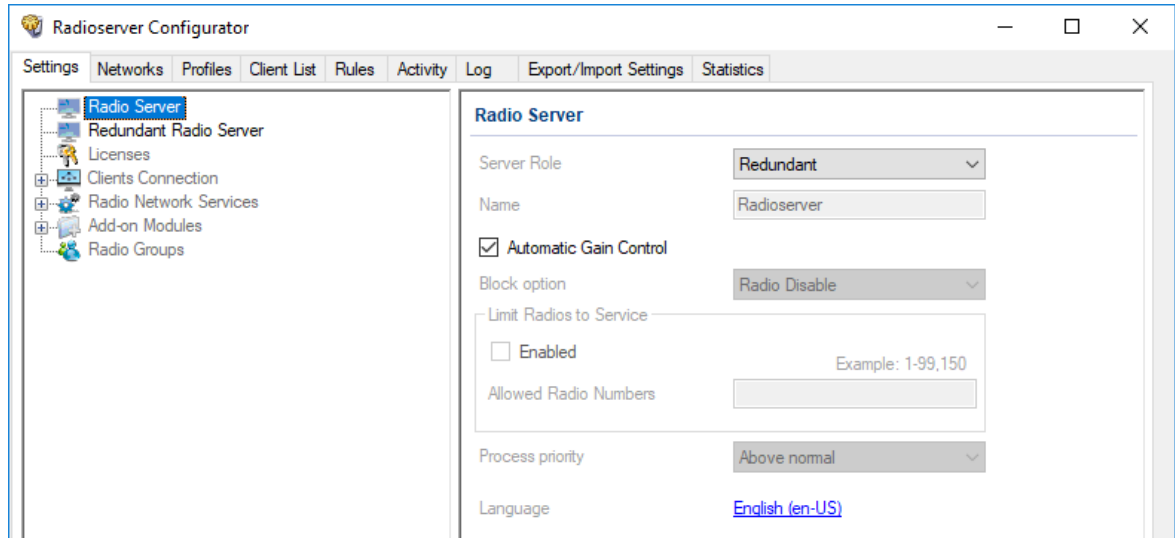 Radioserver Configurator
Settings Networks Profiles Client List Rules Activity Log Export/Import Settings Statistics
Radio Server
Redundant Radio Server
Licenses
Clients Connection
Radio Network Services
Add-on Modules
Radio Groups
Radio Server
Server Role Redundant
Name Radioserver
Automatic Gain Control
Block option Radio Disable
Limit Radios to Service
Enabled
Example: 1-99,150
Allowed Radio Numbers
Process priority Above normal
Language English (en-US)